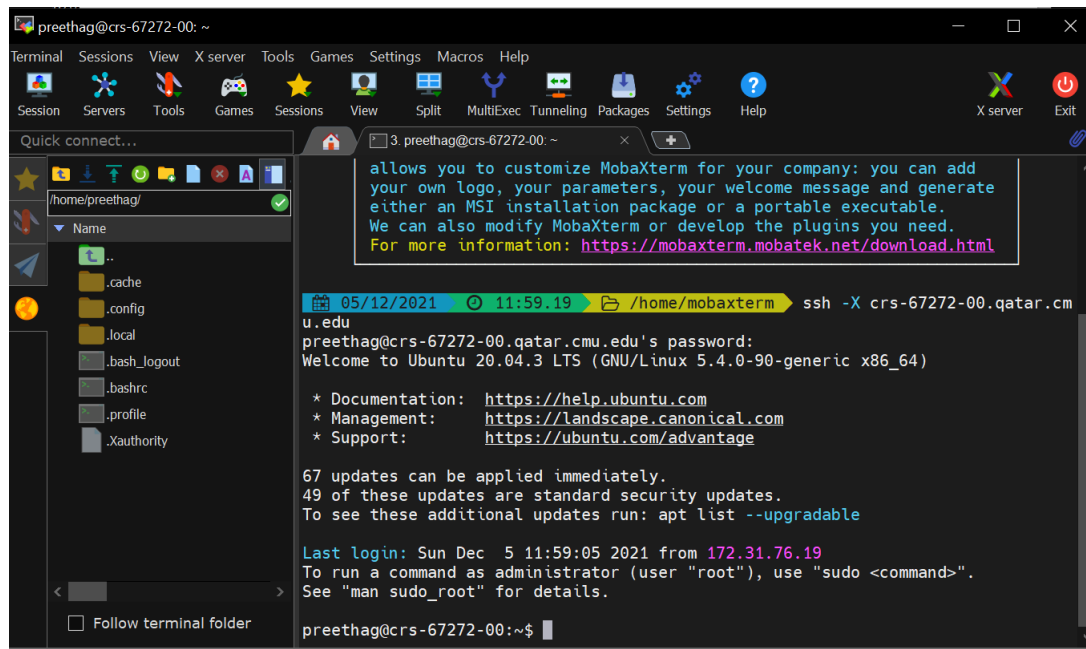 preethag@crs-67272-00: ~
Terminal Sessions View X server Tools Games Settings Macros Help
Session Servers Tools Games Sessions View Split MultiExec Tunneling Packages Settings Help X server Exit
Quick connect...
3. preethag@crs-67272-00: ~
/home/preethag/
Name
..
.cache
.config
.local
.bash_logout
.bashrc
.profile
.Xauthority
Follow terminal folder
allows you to customize MobaXterm for your company: you can add
your own logo, your parameters, your welcome message and generate
either an MSI installation package or a portable executable.
We can also modify MobaXterm or develop the plugins you need.
For more information: https://mobaxterm.mobatek.net/download.html
05/12/2021 11:59.19 /home/mobaxterm ssh -X crs-67272-00.qatar.cm
u.edu
preethag@crs-67272-00.qatar.cmu.edu's password:
Welcome to Ubuntu 20.04.3 LTS (GNU/Linux 5.4.0-90-generic x86_64)
* Documentation: https://help.ubuntu.com
* Management: https://landscape.canonical.com
* Support: https://ubuntu.com/advantage
67 updates can be applied immediately.
49 of these updates are standard security updates.
To see these additional updates run: apt list --upgradable
Last login: Sun Dec 5 11:59:05 2021 from 172.31.76.19
To run a command as administrator (user "root"), use "sudo <command>".
See "man sudo_root" for details.
preethag@crs-67272-00:~$